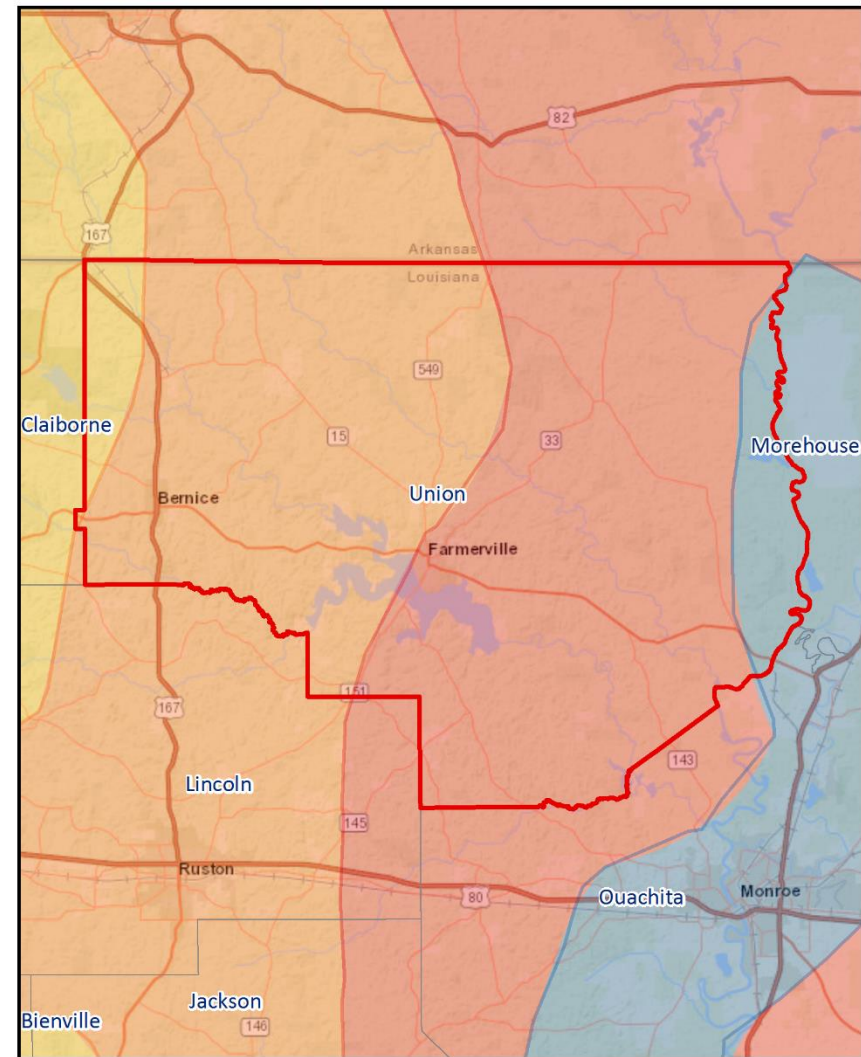 82
167
Arkansas
Louisiana
549
Claiborne
15
33
Morehouse
Bernice
Union
Farmerville
151
167
143
Lincoln
145
Ruston
80
Ouachita
Monroe
Jackson
Bienville
146